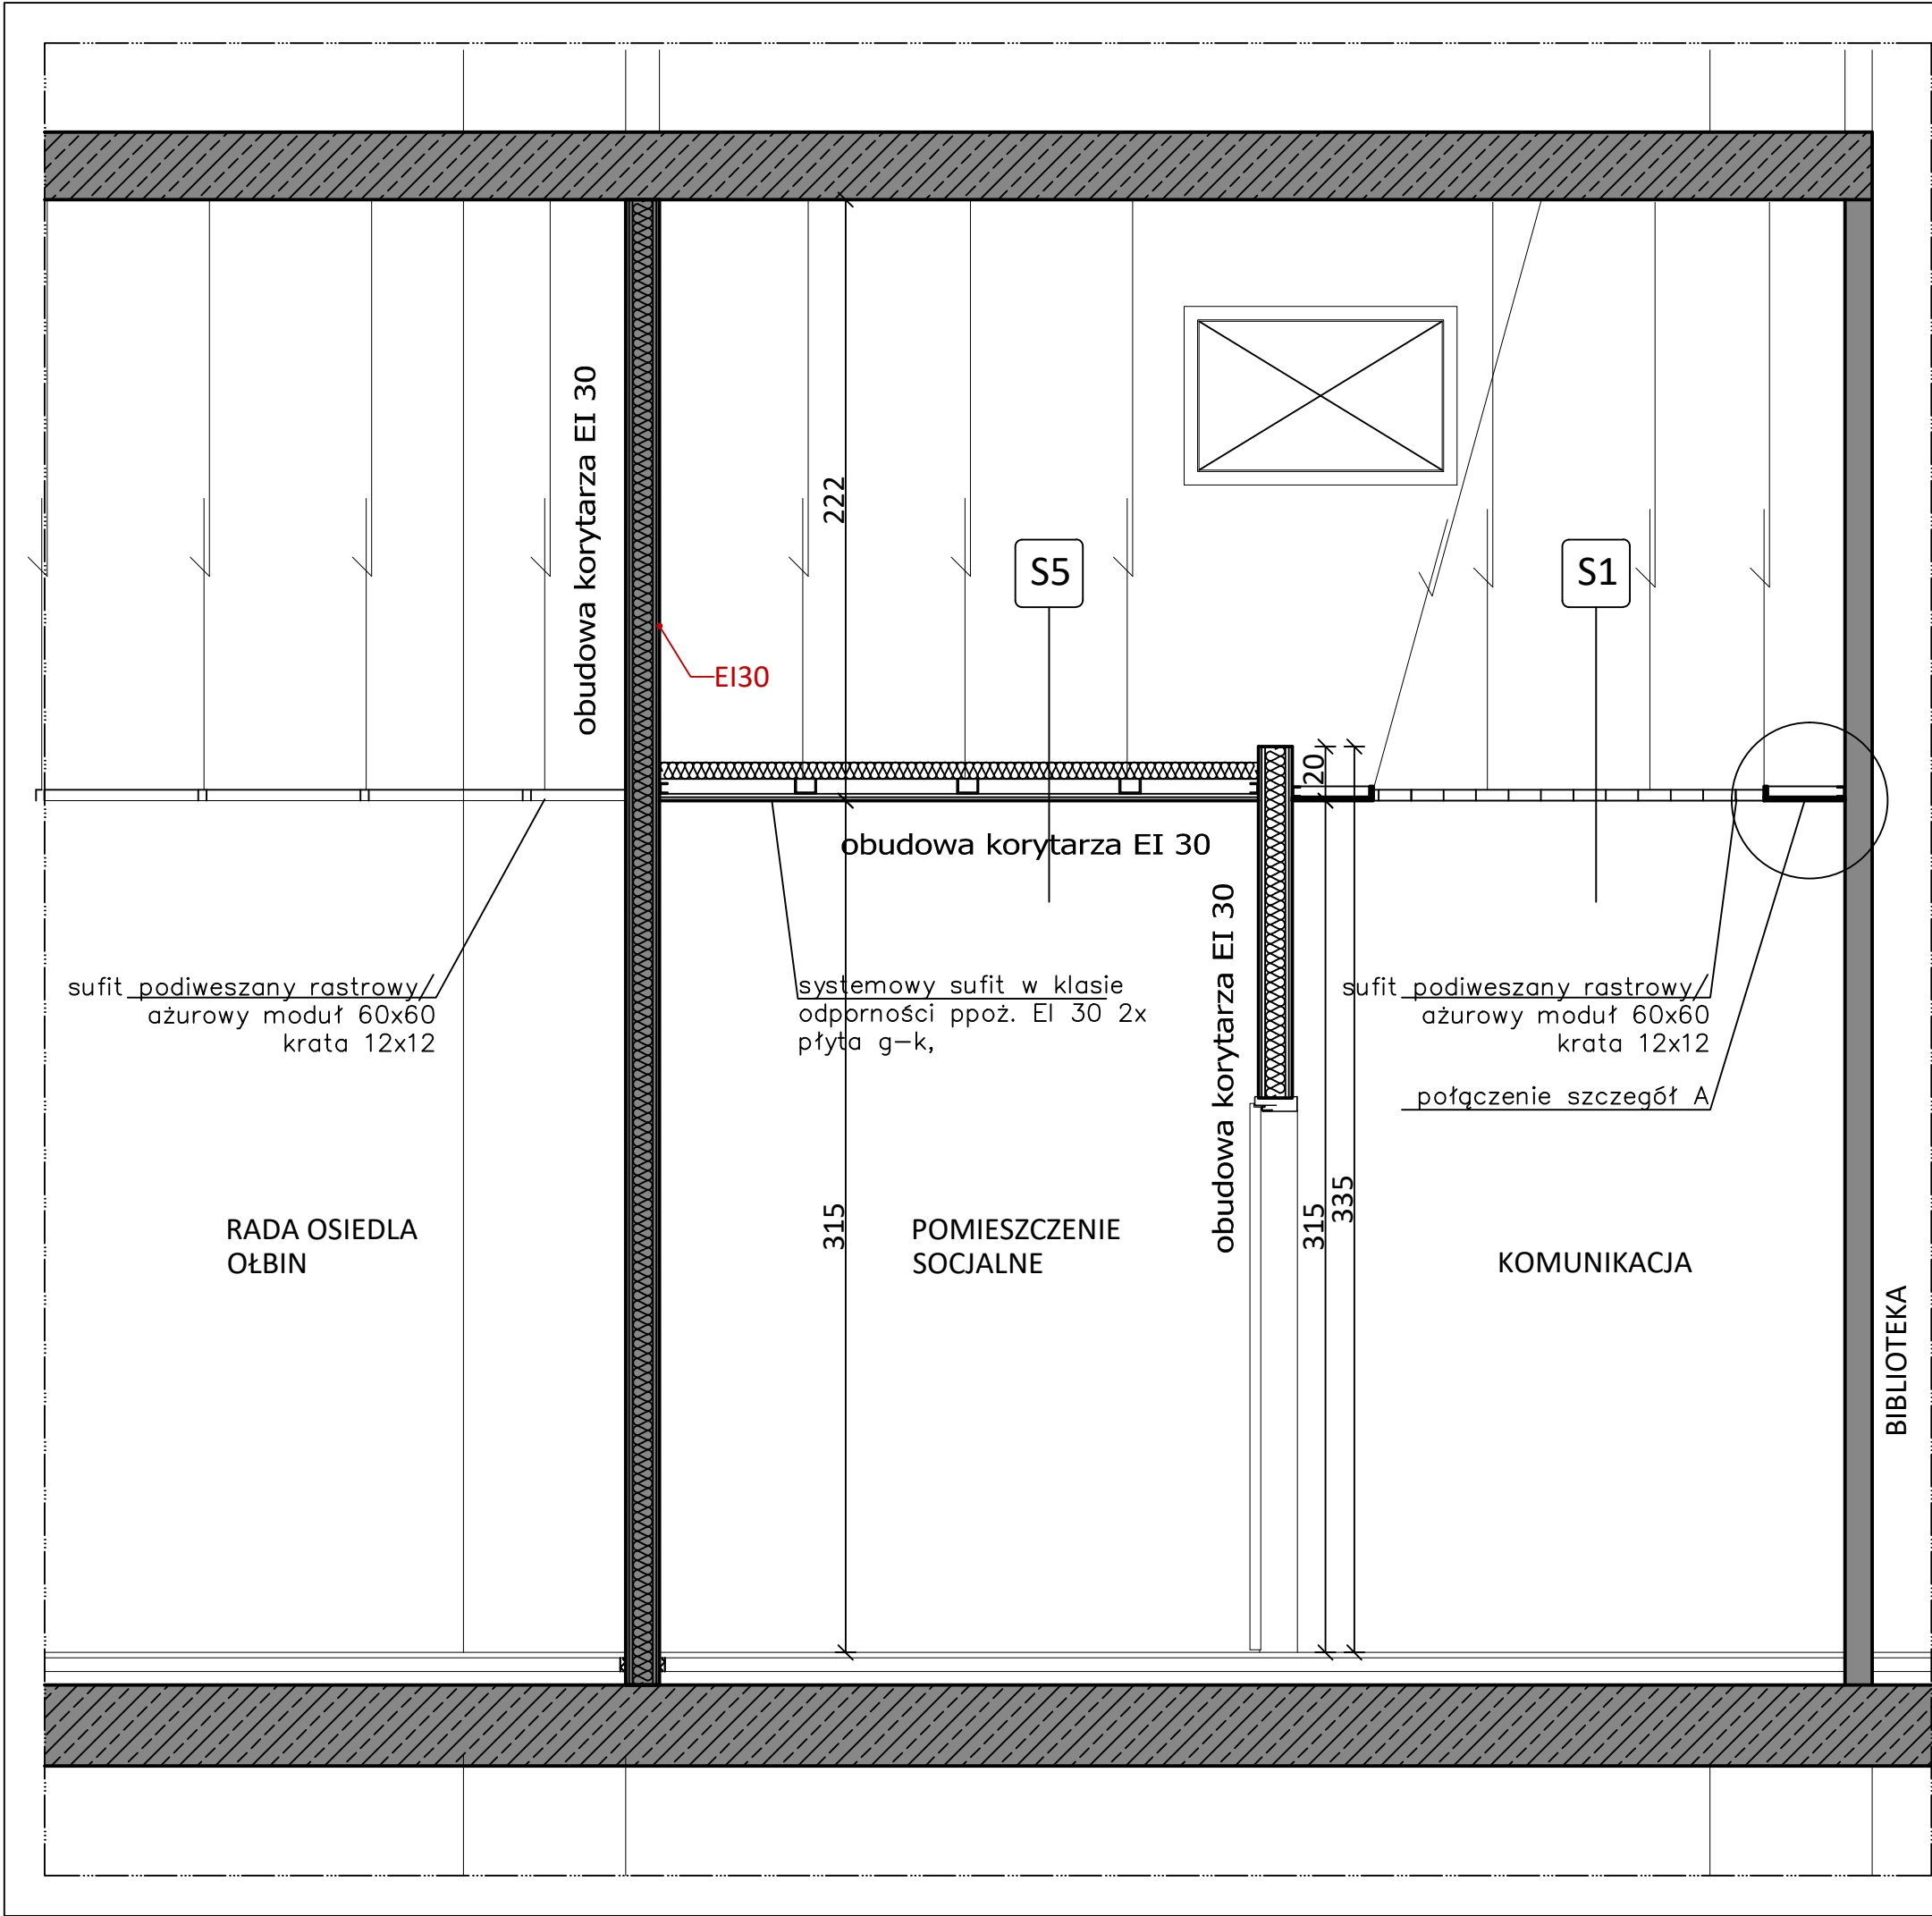 obudowa korytarza EI 30
222
S5
S1
EI30
20
obudowa korytarza EI 30
obudowa korytarza EI 30
sufit podiweszany rastrowy/
ażurowy moduł 60x60
krata 12x12
systemowy sufit w klasie
odporności ppoż. EI 30 2x
płyta g-k,
sufit podiweszany rastrowy/
ażurowy moduł 60x60
krata 12x12
połączenie szczegół A
315
315
335
RADA OSIEDLA
OŁBIN
POMIESZCZENIE
SOCJALNE
KOMUNIKACJA
BIBLIOTEKA